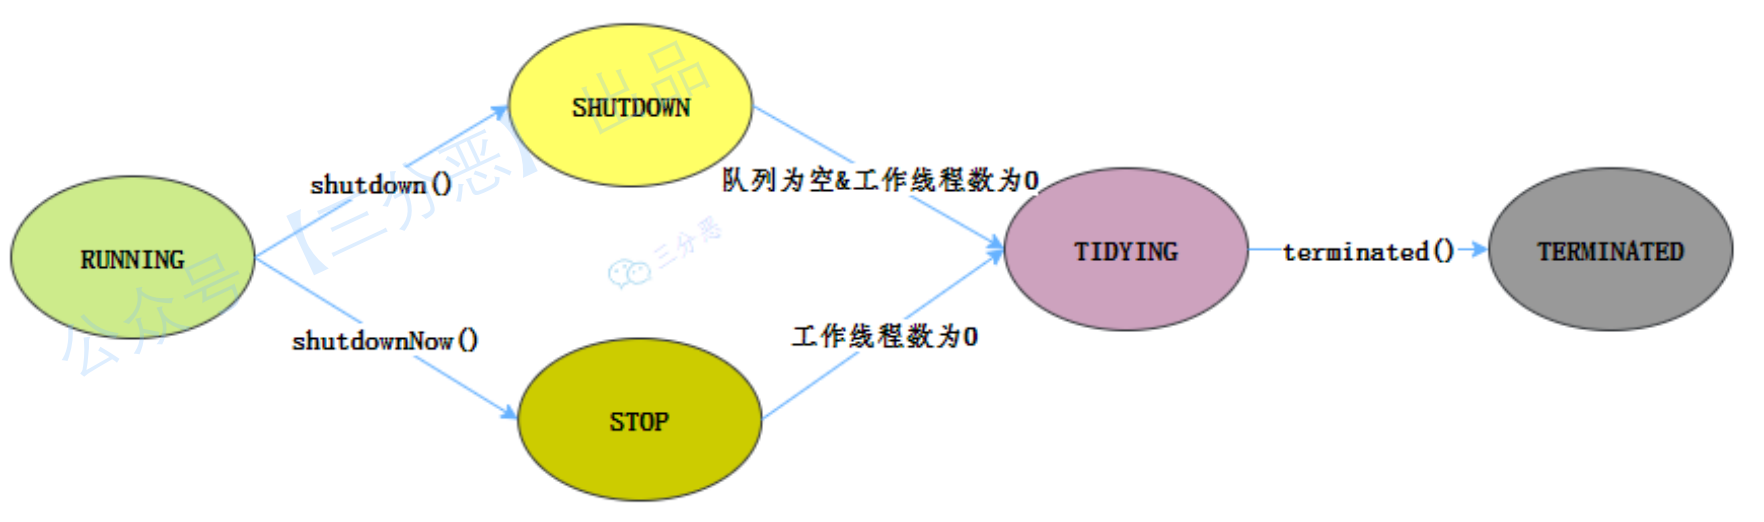 SHUTDOWN
shutdown()
队列为空&工作线程数为0
RUNNING
TIDYING
terminated()
TERMINATED
shutdownNow()
工作线程数为0
STOP
公众号【三分恶】出品
三分恶